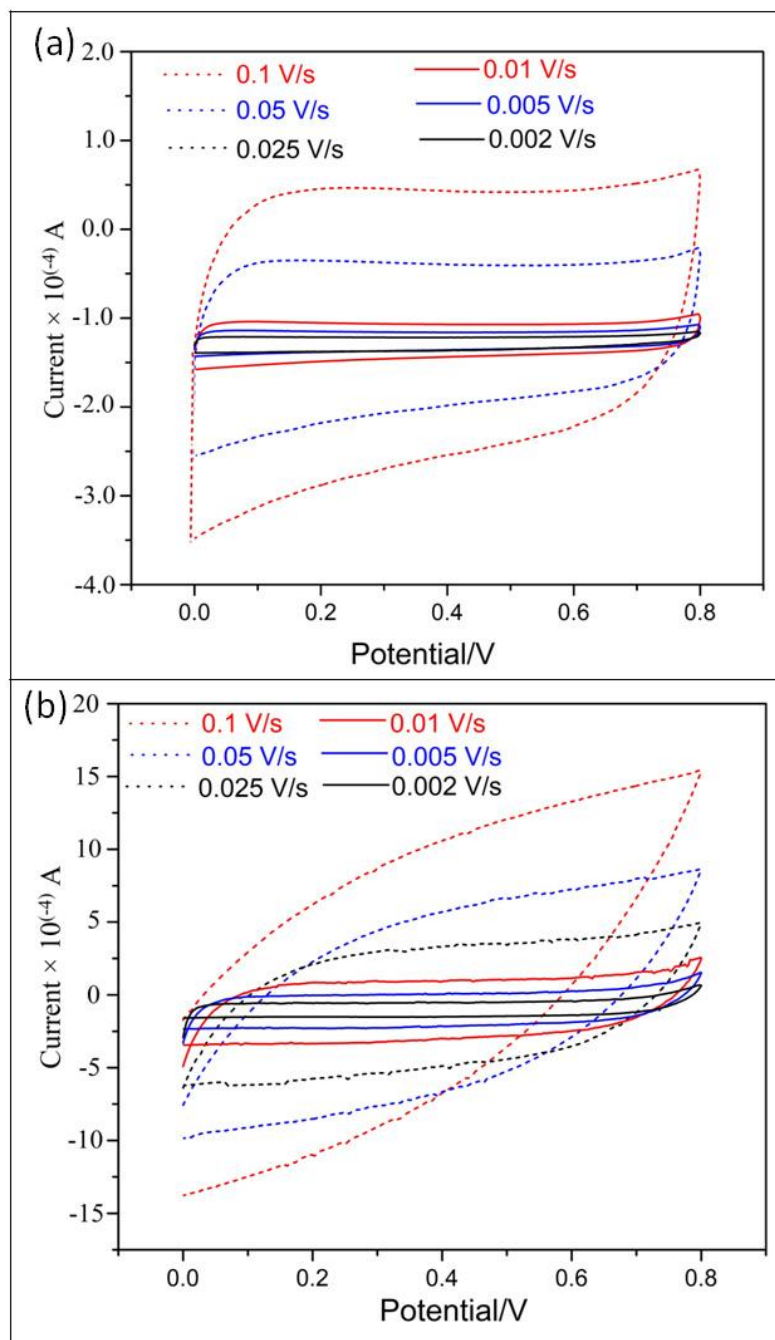 (a)
2.0
0.1 V/s 0.01 V/s
0.05 V/s 0.005 V/s
0.025 V/s 0.002 V/s
1.0
0.0
-1.0
-2.0
-3.0
-4.0
Current × 10(-4) A
0.0 0.2 0.4 0.6 0.8
Potential/V
(b)
20
0.1 V/s 0.01 V/s
0.05 V/s 0.005 V/s
0.025 V/s 0.002 V/s
15
10
5
0
-5
-10
-15
Current × 10(-4) A
0.0 0.2 0.4 0.6 0.8
Potential/V